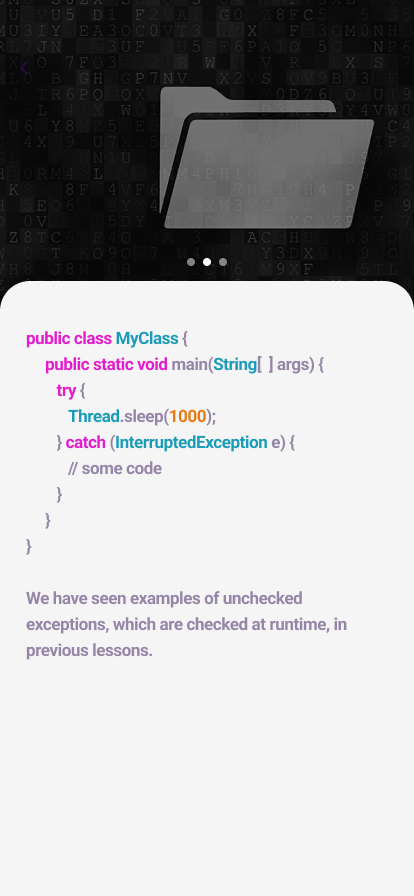 public class MyClass {
public static void main(String[ ] args) {
try {
Thread.sleep(1000);
} catch (InterruptedException e) {
// some code
}
}
}
We have seen examples of unchecked
exceptions, which are checked at runtime, in
previous lessons.